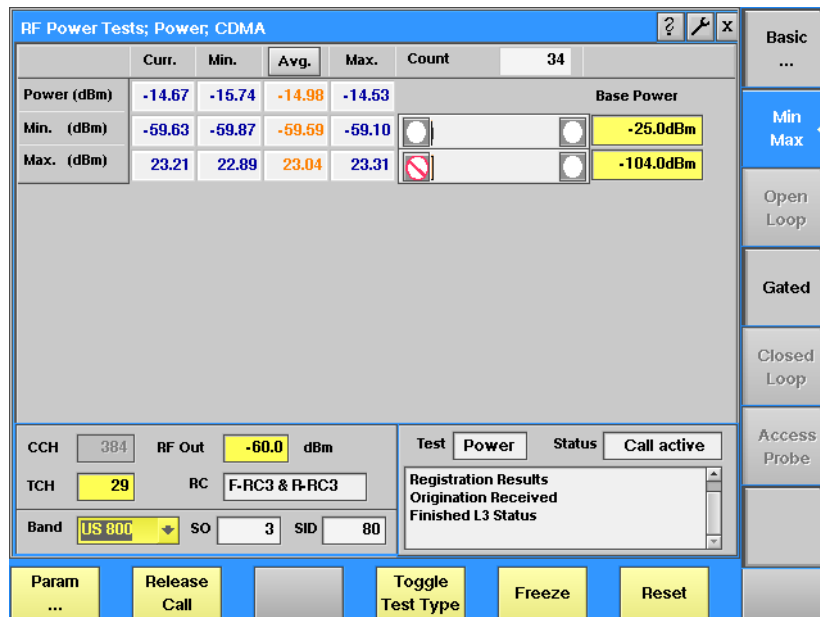 RF Power Tests; Power; CDMA
? x
Curr. Min. Avg. Max. Count 34
Power (dBm) -14.67 -15.74 -14.98 -14.53 Base Power
Min. (dBm) -59.63 -59.87 -59.59 -59.10 -25.0dBm
Max. (dBm) 23.21 22.89 23.04 23.31 -104.0dBm
CCH 384 RF Out -60.0 dBm
TCH 29 RC F-RC3 & R-RC3
Band US 800 SO 3 SID 80
Test Power Status Call active
Registration Results
Origination Received
Finished L3 Status
Basic
...
Min
Max
Open
Loop
Gated
Closed
Loop
Access
Probe
Param
...
Release
Call
Toggle
Test Type
Freeze
Reset